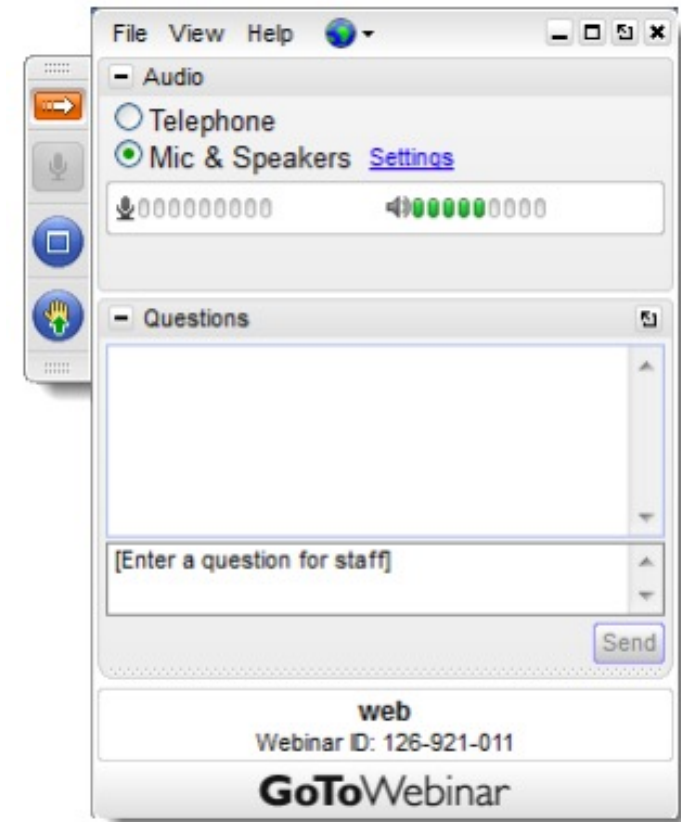 File View Help
Audio
Telephone
Mic & Speakers Settings
Questions
[Enter a question for staff]
Send
web
Webinar ID: 126-921-011
GoToWebinar